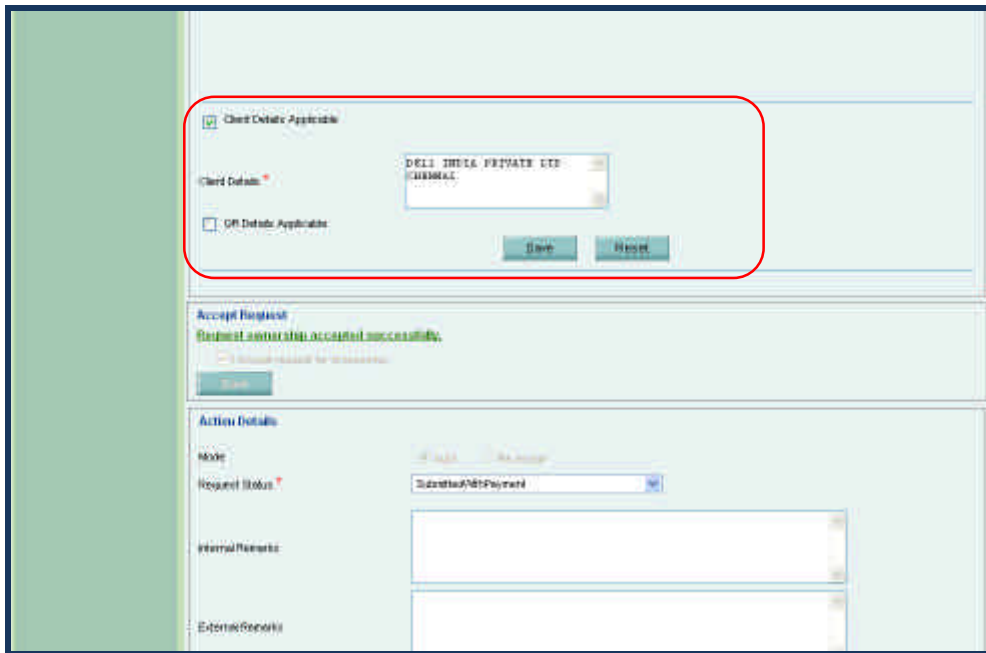 Client Details Applicable
DELL INDIA PRIVATE LTD
CHENNAI
Client Details *
GR Details Applicable
Save Reset
Accept Request
Request ownership accepted successfully.
Save
Action Details
Mode
Request Status * SubmittedWithPayment
Internal Remarks
External Remarks